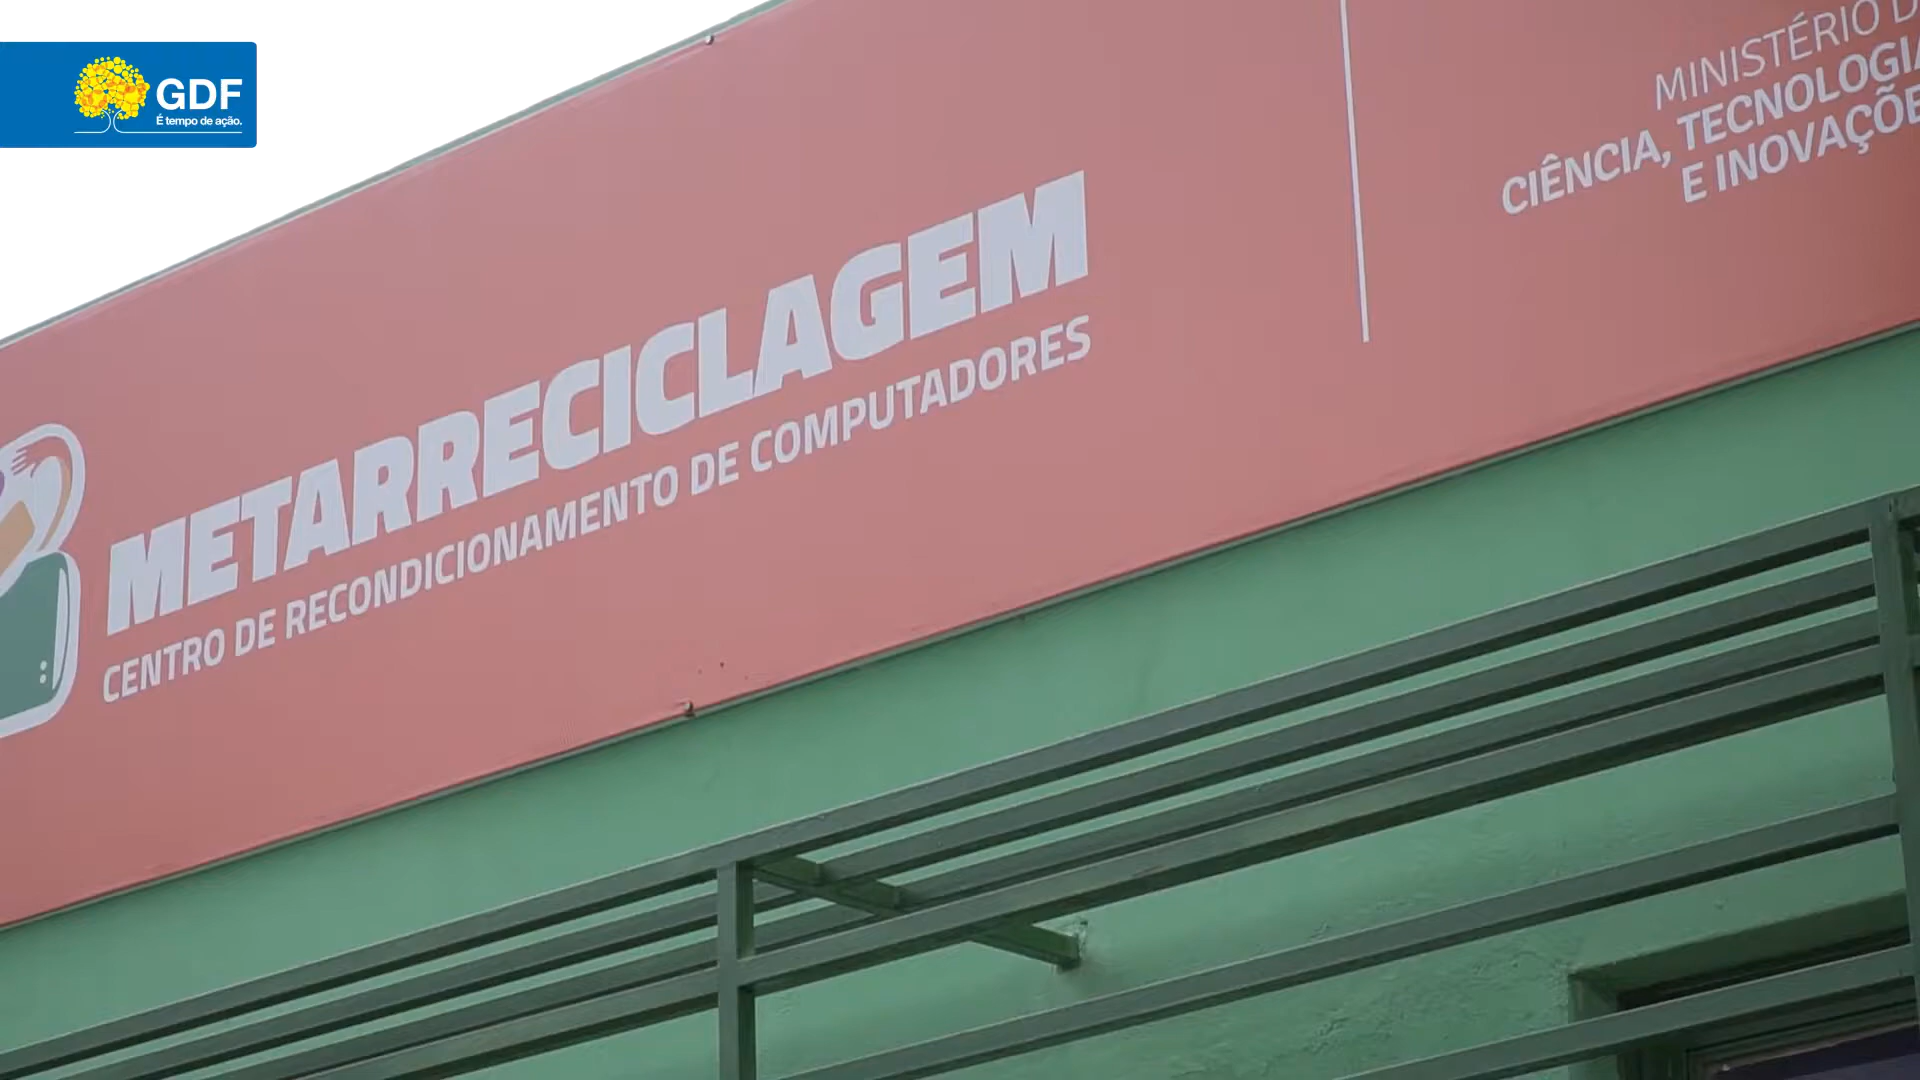 GDF
É tempo de ação.
METARRECICLAGEM
CENTRO DE RECONDICIONAMENTO DE COMPUTADORES
MINISTÉRIO D
CIÊNCIA, TECNOLOGIA
E INOVAÇÕE